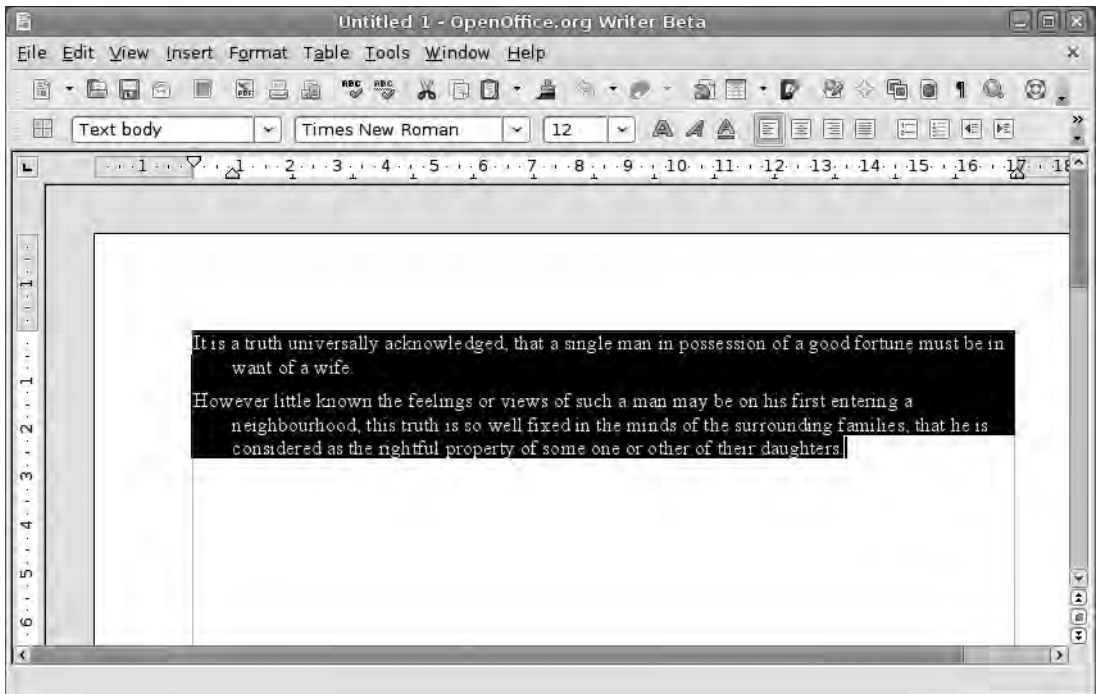 Untitled 1 - OpenOffice.org Writer Beta
File Edit View Insert Format Table Tools Window Help
Text body Times New Roman 12
1 1 2 3 4 5 6 7 8 9 10 11 12 13 14 15 16 17 18
1
1
2
3
4
5
6
It is a truth universally acknowledged, that a single man in possession of a good fortune must be in
want of a wife.
However little known the feelings or views of such a man may be on his first entering a
neighbourhood, this truth is so well fixed in the minds of the surrounding families, that he is
considered as the rightful property of some one or other of their daughters.